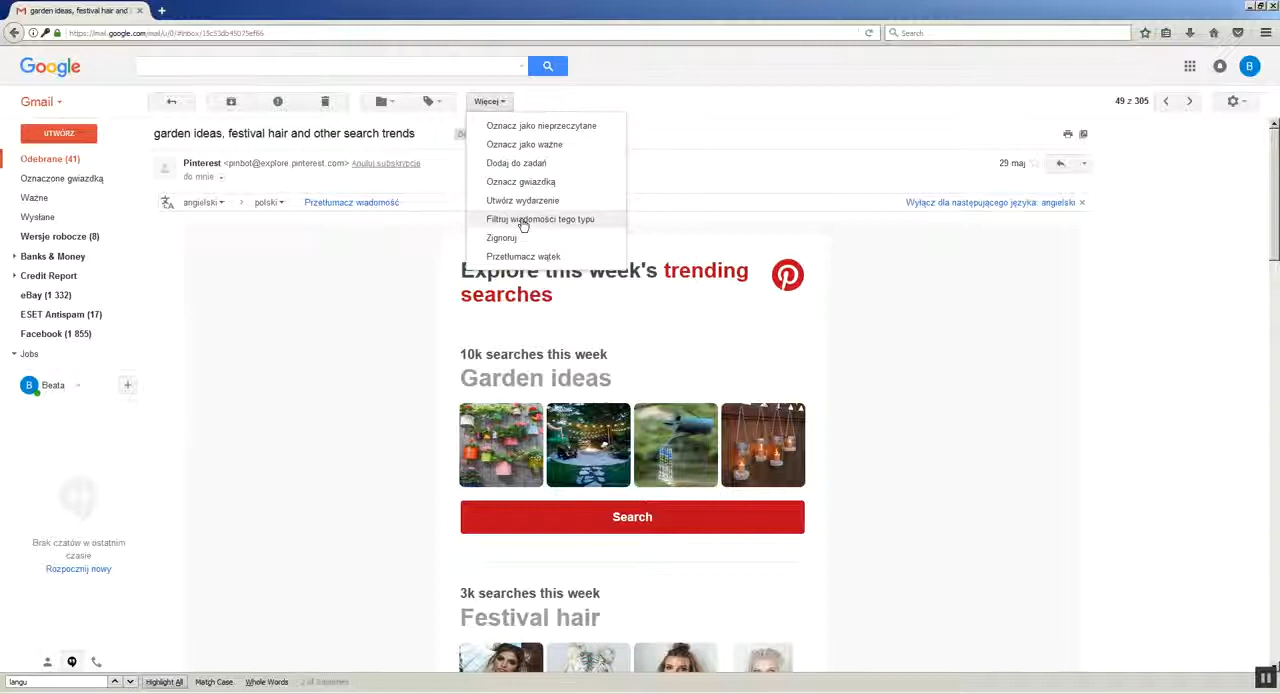 garden ideas, festival hair and
https://mail.google.com/mail/u/0/#inbox/15c53db45075ef66
Search
Google
B
Gmail
Więcej
49 z 305
UTWÓRZ
Odebrane (41)
Oznaczone gwiazdką
Ważne
Wysłane
Wersje robocze (8)
Banks & Money
Credit Report
eBay (1 332)
ESET Antispam (17)
Facebook (1 855)
Jobs
B Beata
Brak czatów w ostatnim
czasie
Rozpocznij nowy
garden ideas, festival hair and other search trends
Pinterest <pinbot@explore.pinterest.com> Anuluj subskrypcję
29 maj
do mnie
angielski > polski Przetłumacz wiadomość
Wyłącz dla następującego języka: angielski ×
Oznacz jako nieprzeczytane
Oznacz jako ważne
Dodaj do zadań
Oznacz gwiazdką
Utwórz wydarzenie
Filtruj wiadomości tego typu
Zignoruj
Przetłumacz wątek
Explore this week's trending
searches
10k searches this week
Garden ideas
Search
3k searches this week
Festival hair
langu
Highlight All Match Case Whole Words